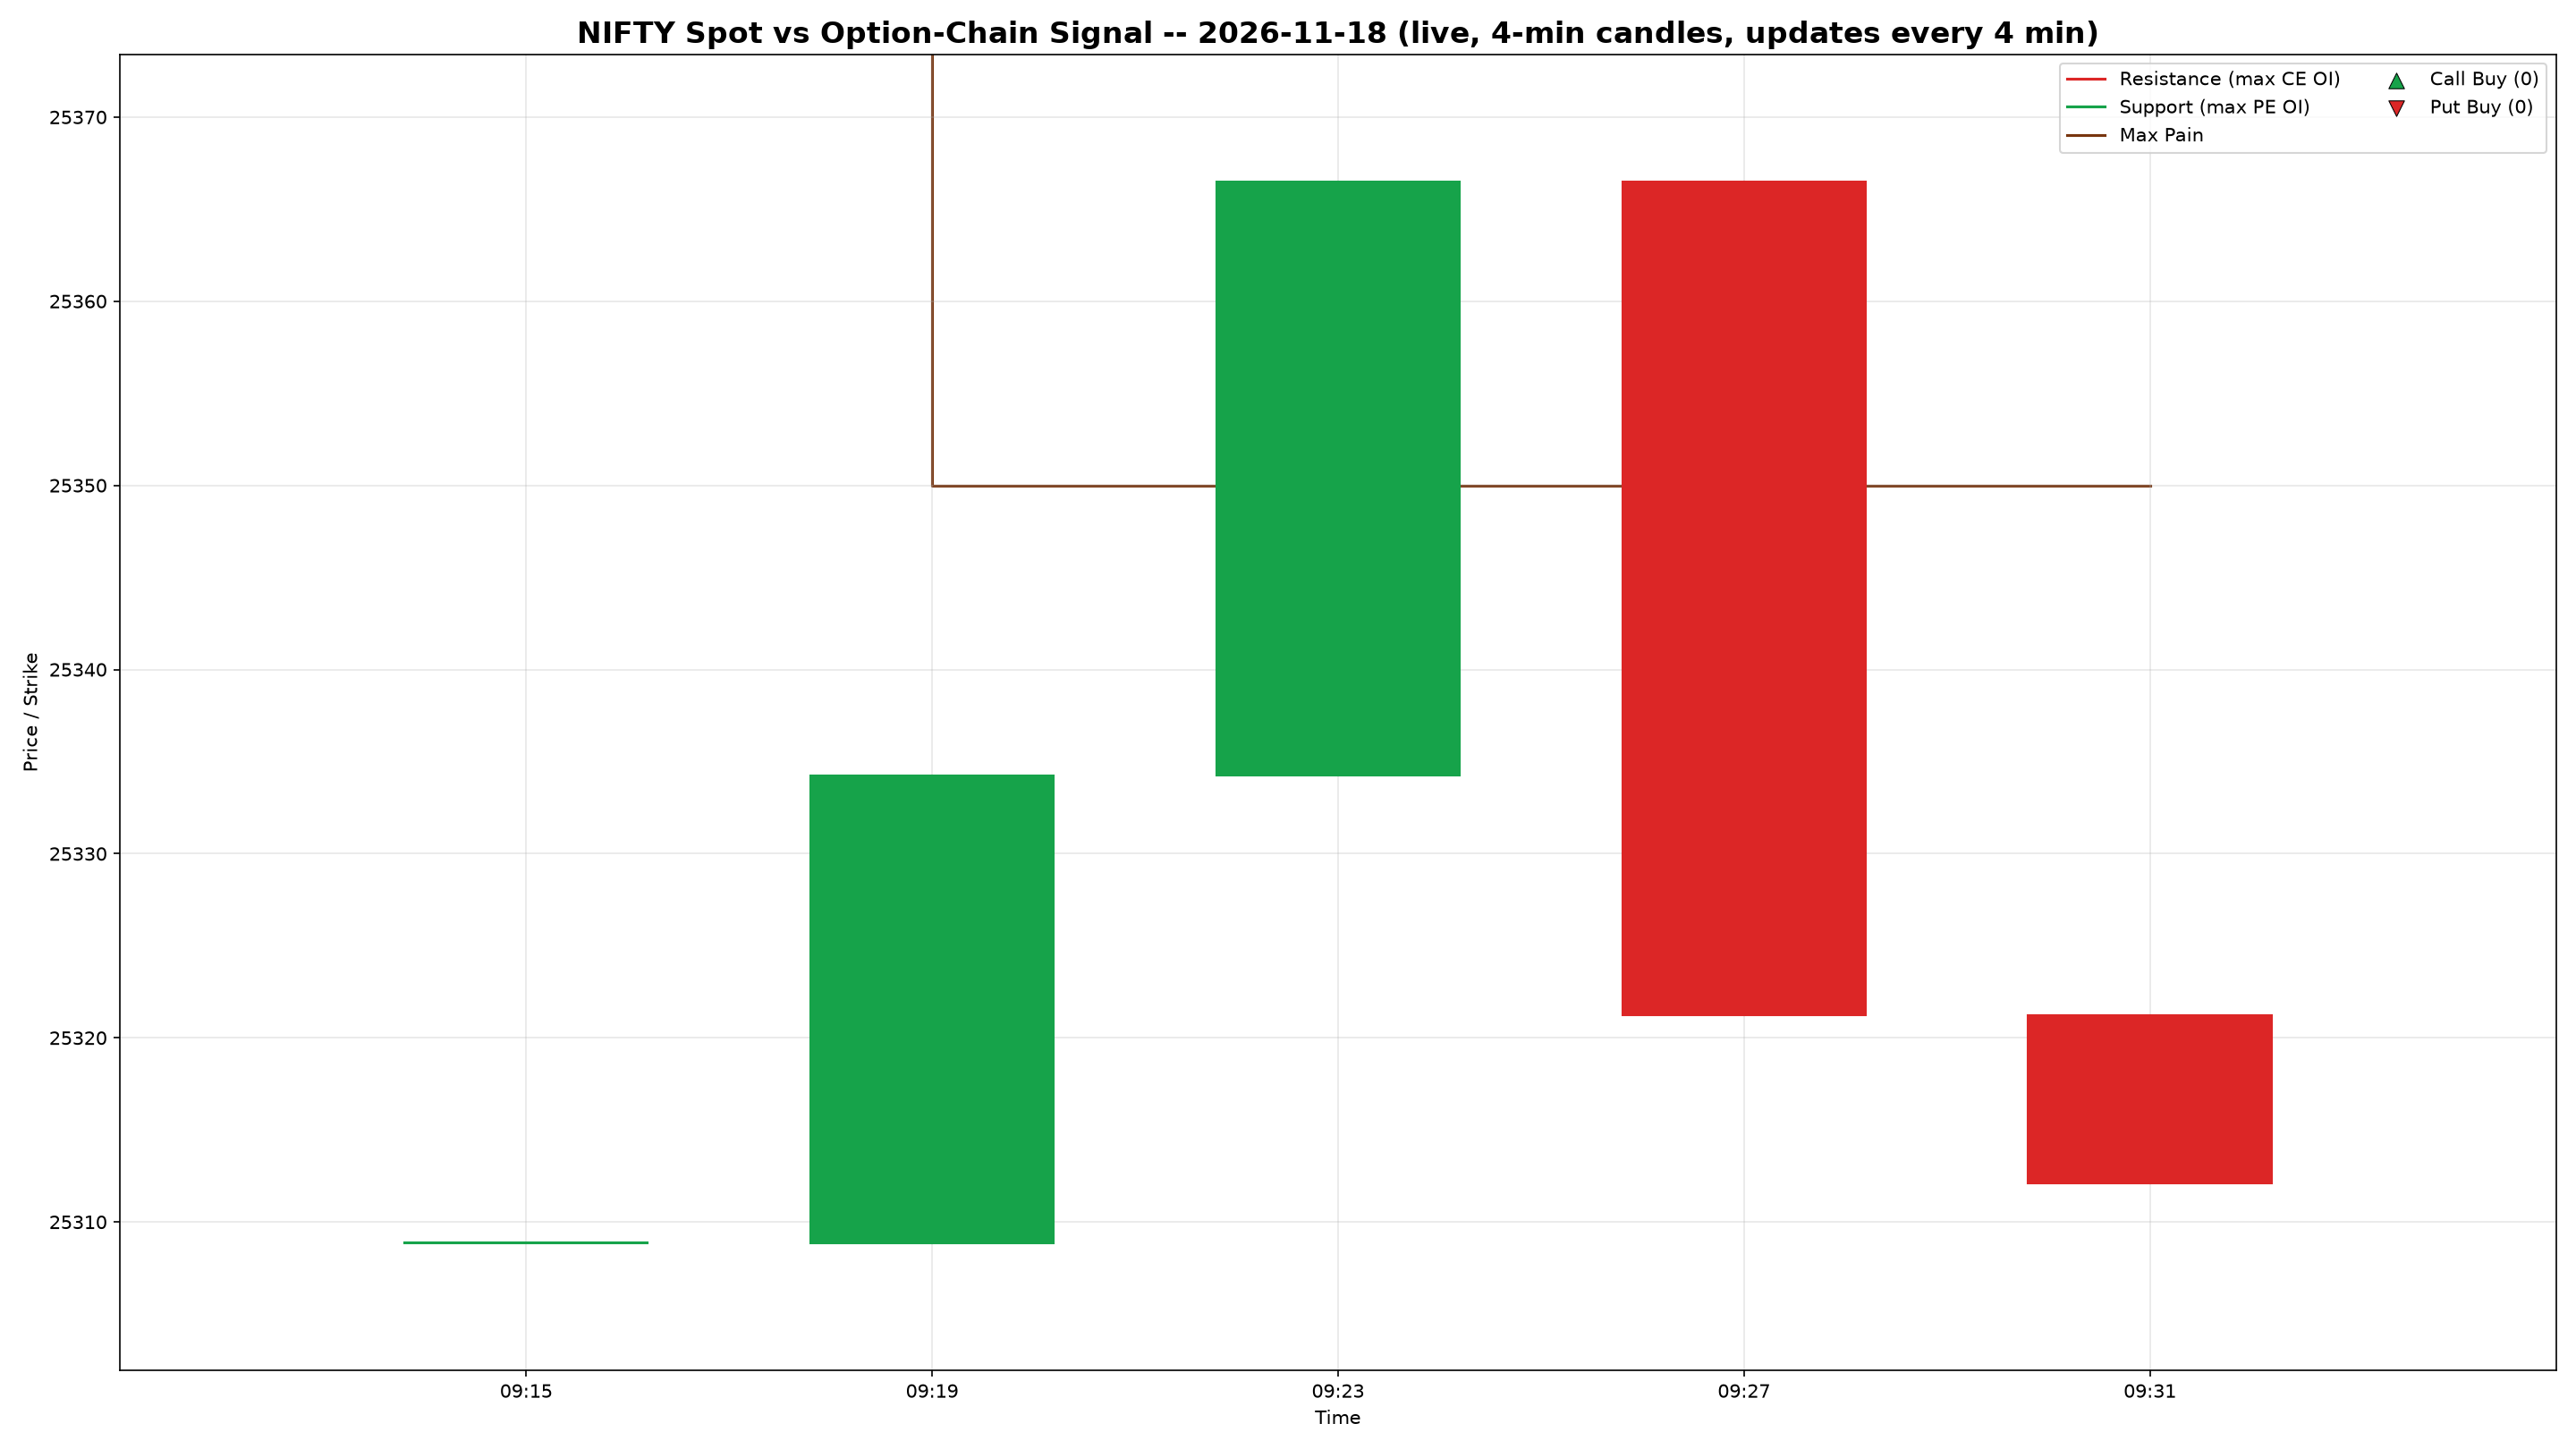 NIFTY Spot vs Option-Chain Signal -- 2026-11-18 (live, 4-min candles, updates every 4 min)
Resistance (max CE OI)
Support (max PE OI)
Max Pain
Call Buy (0)
Put Buy (0)
25370
25360
25350
25340
25330
25320
25310
Price / Strike
09:15
09:19
09:23
09:27
09:31
Time